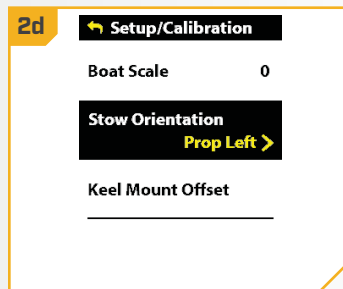 2d
Setup/Calibration
Boat Scale 0
Stow Orientation
Prop Left >
Keel Mount Offset